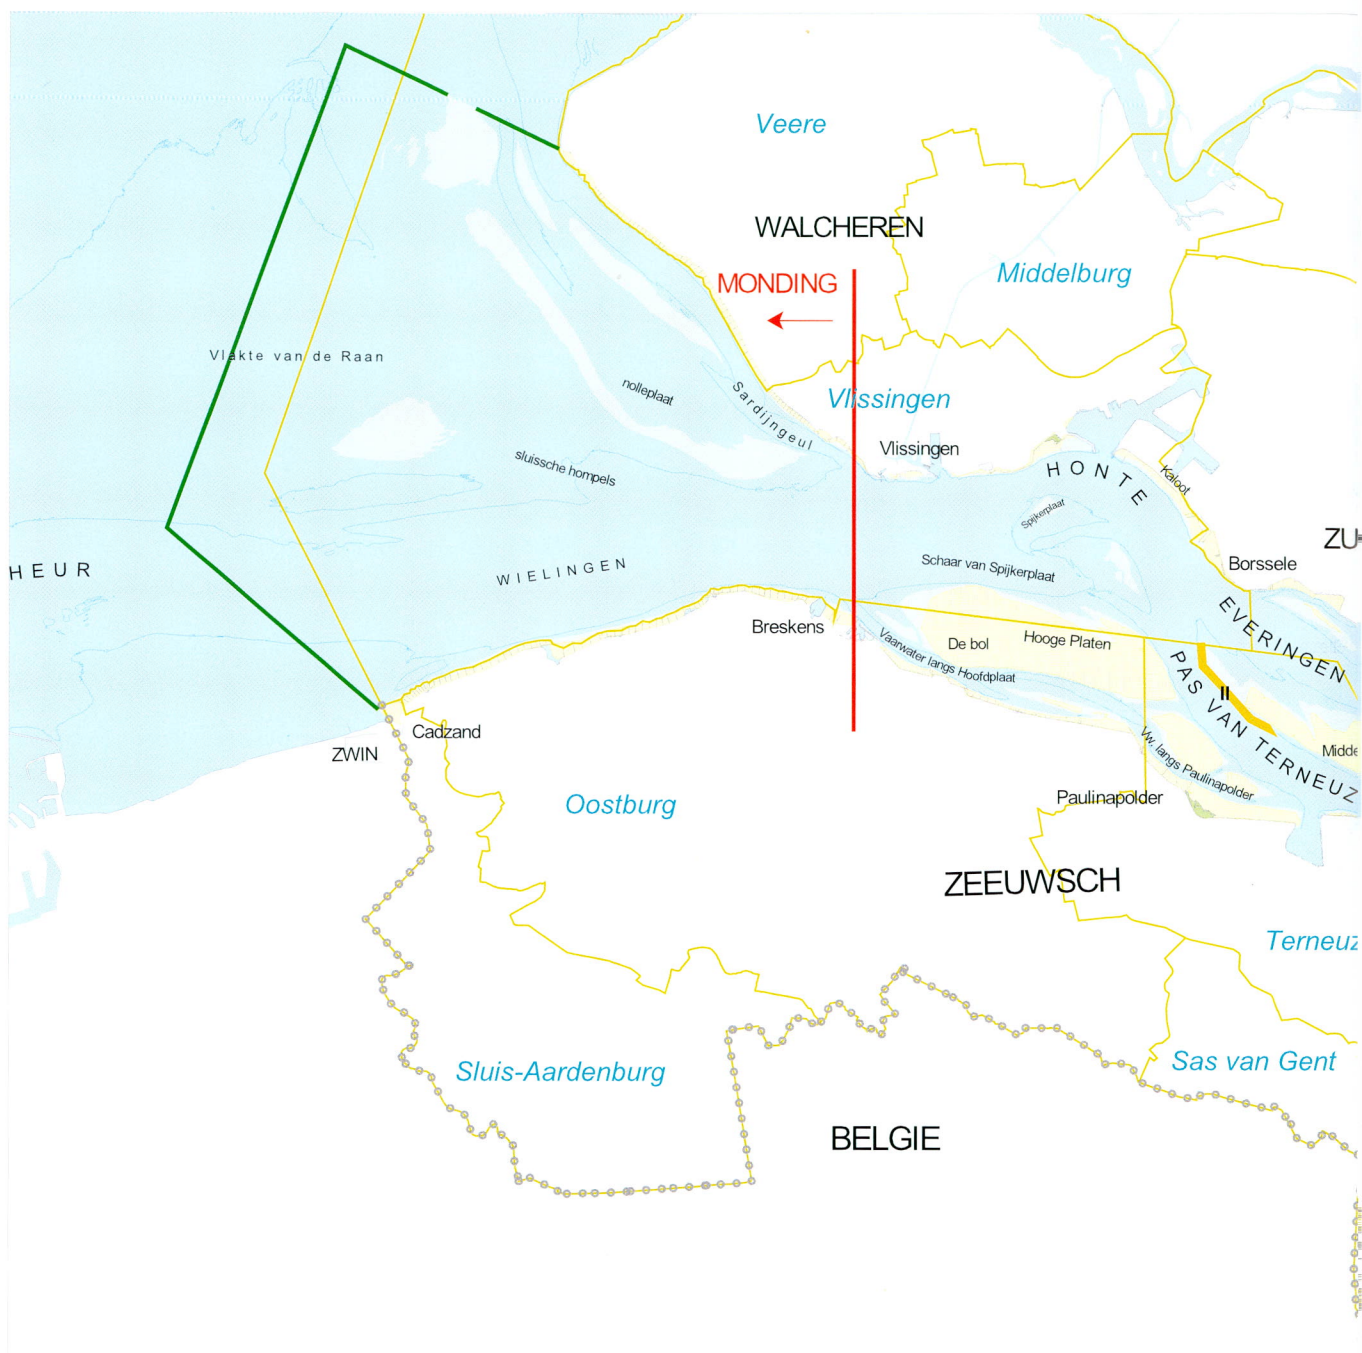 Veere
WALCHEREN
MONDING
Middelburg
Vlakte van de Raan
nolleplaat
Sardijngeul
Vlissingen
Vlissingen
sluissche hompels
HONTE
Kaloot
Spijkerplaat
ZU
HEUR
WIELINGEN
Schaar van Spijkerplaat
Borssele
Breskens
De bol
Hooge Platen
EVERINGEN
Vaarwater langs Hoofdplaat
PAS VAN TERNEUZ
II
Cadzand
ZWIN
Vw. langs Paulinapolder
Midde
Oostburg
Paulinapolder
ZEEUWSCH
Terneuz
Sluis-Aardenburg
Sas van Gent
BELGIE